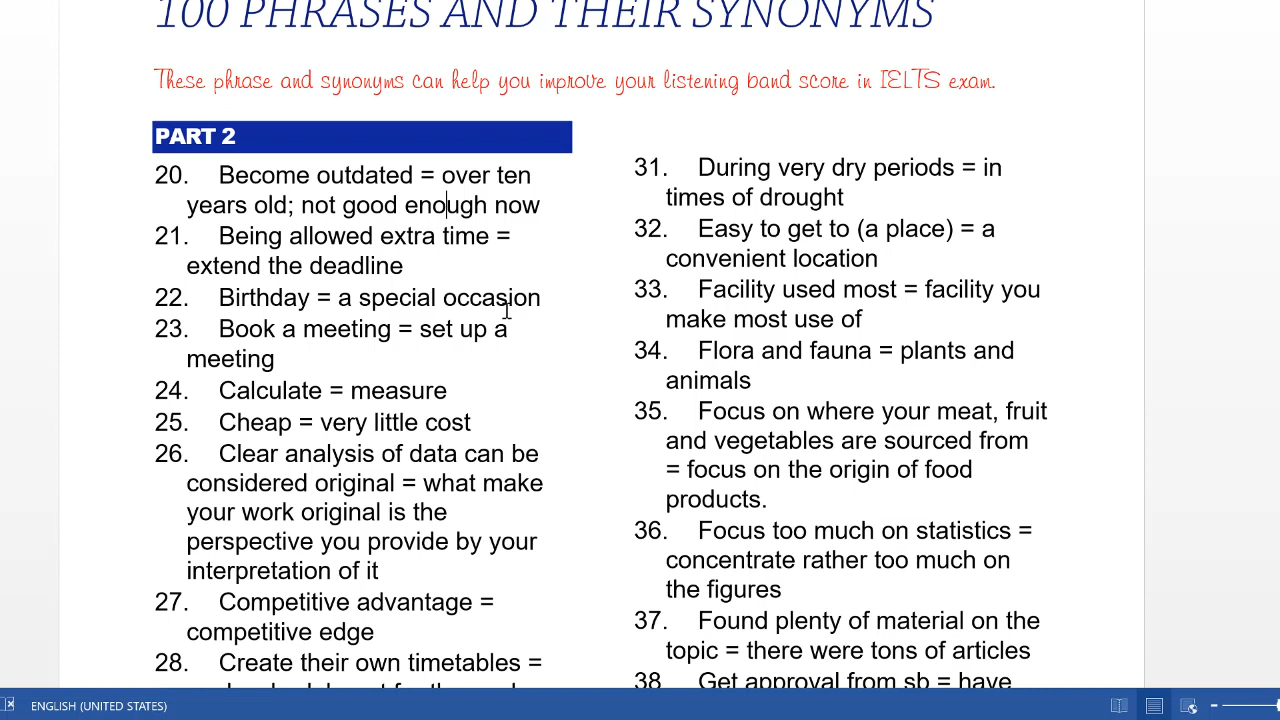 100 PHRASES AND THEIR SYNONYMS
These phrase and synonyms can help you improve your listening band score in IELTS exam.
PART 2
20. Become outdated = over ten
years old; not good enough now
21. Being allowed extra time =
extend the deadline
22. Birthday = a special occasion
23. Book a meeting = set up a
meeting
24. Calculate = measure
25. Cheap = very little cost
26. Clear analysis of data can be
considered original = what make
your work original is the
perspective you provide by your
interpretation of it
27. Competitive advantage =
competitive edge
28. Create their own timetables =
31. During very dry periods = in
times of drought
32. Easy to get to (a place) = a
convenient location
33. Facility used most = facility you
make most use of
34. Flora and fauna = plants and
animals
35. Focus on where your meat, fruit
and vegetables are sourced from
= focus on the origin of food
products.
36. Focus too much on statistics =
concentrate rather too much on
the figures
37. Found plenty of material on the
topic = there were tons of articles
38. Get approval from sb = have
ENGLISH (UNITED STATES)